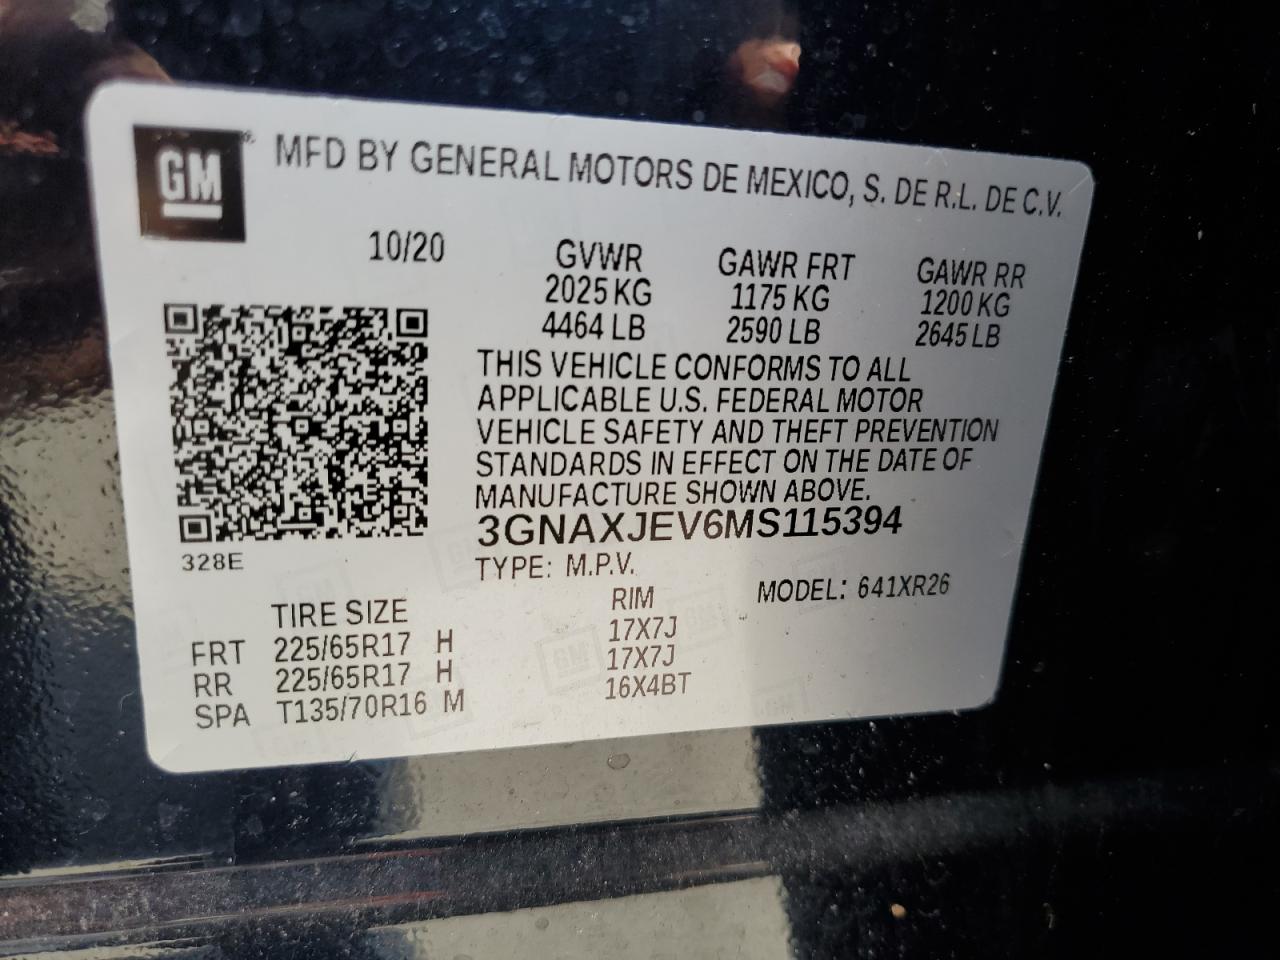 GM
MFD BY GENERAL MOTORS DE MEXICO, S. DE R.L. DE C.V.
10/20
GVWR GAWR FRT GAWR RR
2025 KG 1175 KG 1200 KG
4464 LB 2590 LB 2645 LB
THIS VEHICLE CONFORMS TO ALL
APPLICABLE U.S. FEDERAL MOTOR
VEHICLE SAFETY AND THEFT PREVENTION
STANDARDS IN EFFECT ON THE DATE OF
MANUFACTURE SHOWN ABOVE.
3GNAXJEV6MS115394
328E
TYPE: M.P.V. MODEL: 641XR26
TIRE SIZE RIM
FRT 225/65R17 H 17X7J
RR 225/65R17 H 17X7J
SPA T135/70R16 M 16X4BT